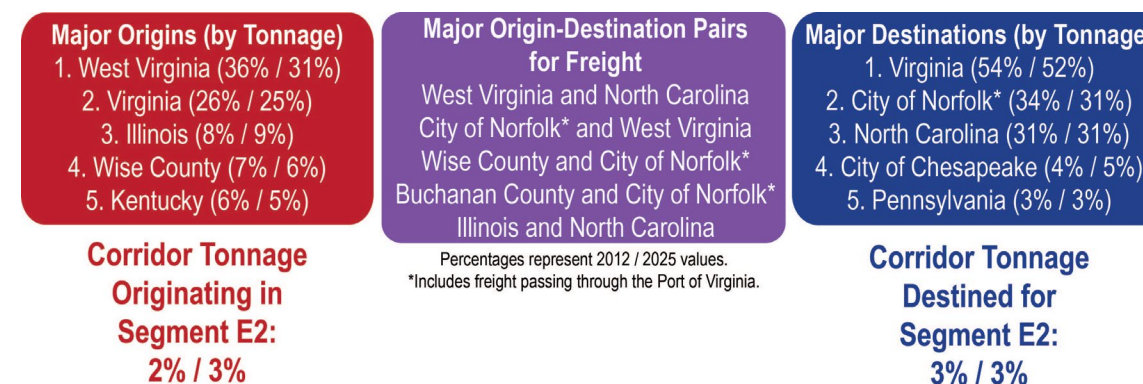 Major Origins (by Tonnage)
1. West Virginia (36% / 31%)
2. Virginia (26% / 25%)
3. Illinois (8% / 9%)
4. Wise County (7% / 6%)
5. Kentucky (6% / 5%)
Corridor Tonnage
Originating in
Segment E2:
2% / 3%
Major Origin-Destination Pairs
for Freight
West Virginia and North Carolina
City of Norfolk* and West Virginia
Wise County and City of Norfolk*
Buchanan County and City of Norfolk*
Illinois and North Carolina
Percentages represent 2012 / 2025 values.
*Includes freight passing through the Port of Virginia.
Major Destinations (by Tonnage
1. Virginia (54% / 52%)
2. City of Norfolk* (34% / 31%)
3. North Carolina (31% / 31%)
4. City of Chesapeake (4% / 5%)
5. Pennsylvania (3% / 3%)
Corridor Tonnage
Destined for
Segment E2:
3% / 3%